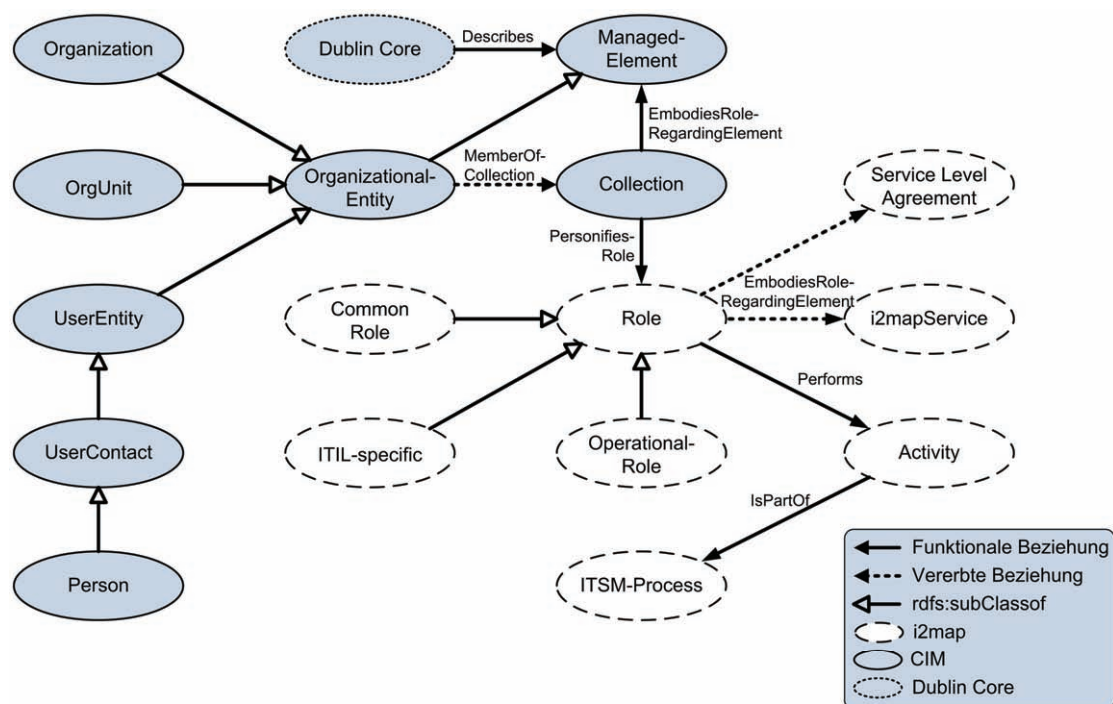 Organization
Dublin Core
Describes
Managed-
Element
EmbodiesRole-
RegardingElement
OrgUnit
Organizational-
Entity
MemberOf-
Collection
Collection
Service Level
Agreement
Personifies-
Role
UserEntity
Common
Role
Role
EmbodiesRole-
RegardingElement
i2mapService
Performs
UserContact
ITIL-specific
Operational-
Role
Activity
IsPartOf
Person
ITSM-Process
Funktionale Beziehung
Vererbte Beziehung
rdfs:subClassof
i2map
CIM
Dublin Core